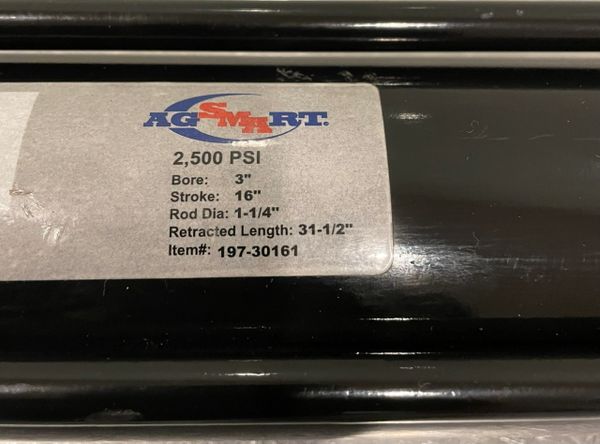 AGSMART.
2,500 PSI
Bore: 3"
Stroke: 16"
Rod Dia: 1-1/4"
Retracted Length: 31-1/2"
Item#: 197-30161